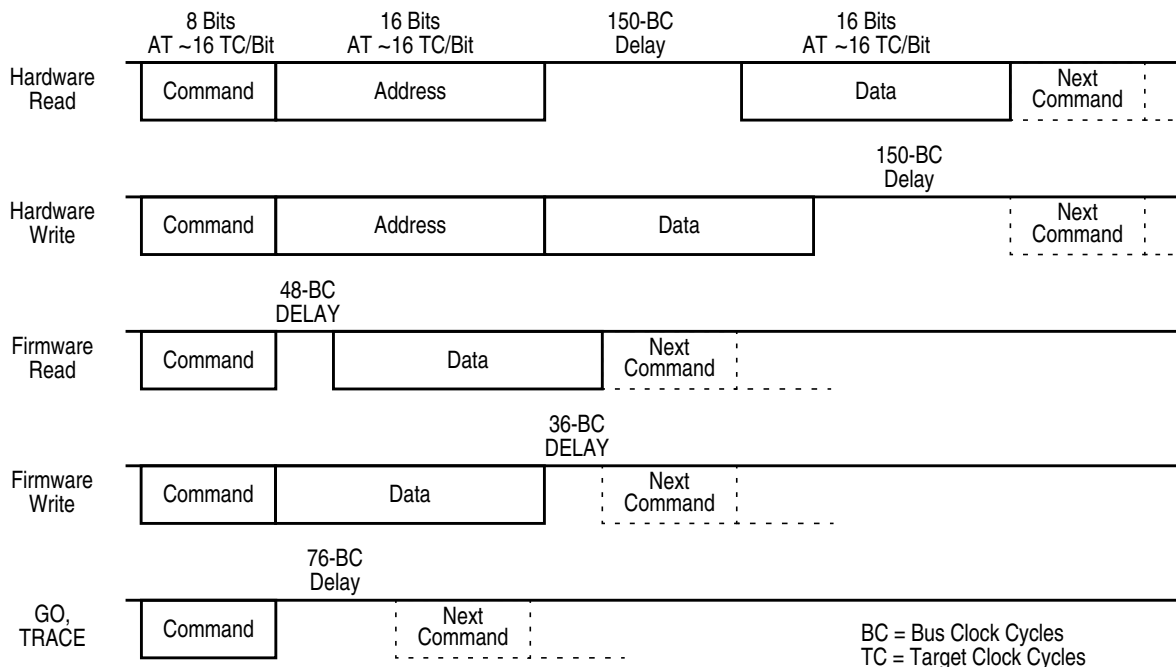 8 Bits
AT ~16 TC/Bit
16 Bits
AT ~16 TC/Bit
150-BC
Delay
16 Bits
AT ~16 TC/Bit
Hardware
Read
Command
Address
Data
Next
Command
150-BC
Delay
Hardware
Write
Command
Address
Data
Next
Command
48-BC
DELAY
Firmware
Read
Command
Data
Next
Command
36-BC
DELAY
Firmware
Write
Command
Data
Next
Command
76-BC
Delay
GO,
TRACE
Command
Next
Command
BC = Bus Clock Cycles
TC = Target Clock Cycles